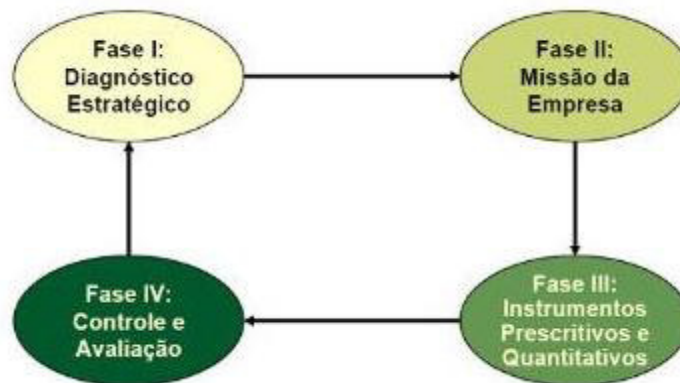 Fase I:
Diagnóstico
Estratégico
Fase II:
Missão da
Empresa
Fase III:
Instrumentos
Prescritivos e
Quantitativos
Fase IV:
Controle e
Avaliação